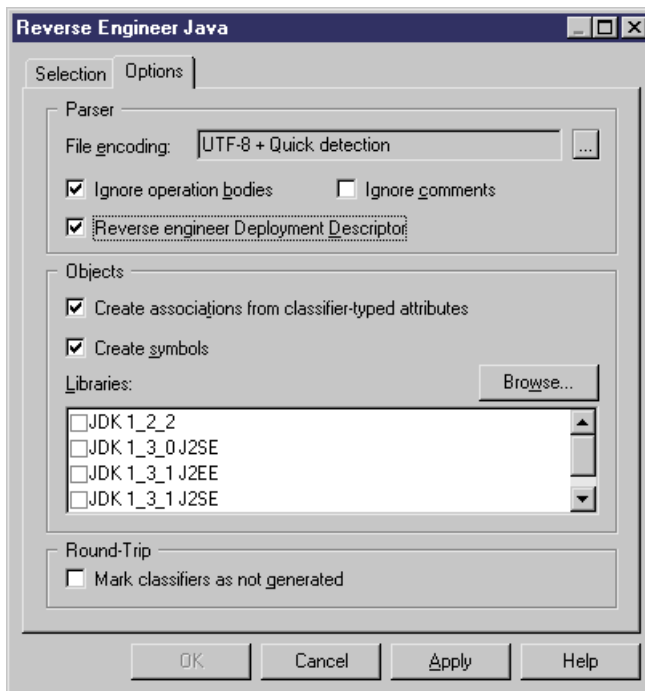 Reverse Engineer Java
Selection Options
Parser
File encoding: UTF-8 + Quick detection ...
Ignore operation bodies Ignore comments
Reverse engineer Deployment Descriptor
Objects
Create associations from classifier-typed attributes
Create symbols
Libraries: Browse...
JDK 1_2_2
JDK 1_3_0 J2SE
JDK 1_3_1 J2EE
JDK 1_3_1 J2SE
Round-Trip
Mark classifiers as not generated
OK Cancel Apply Help